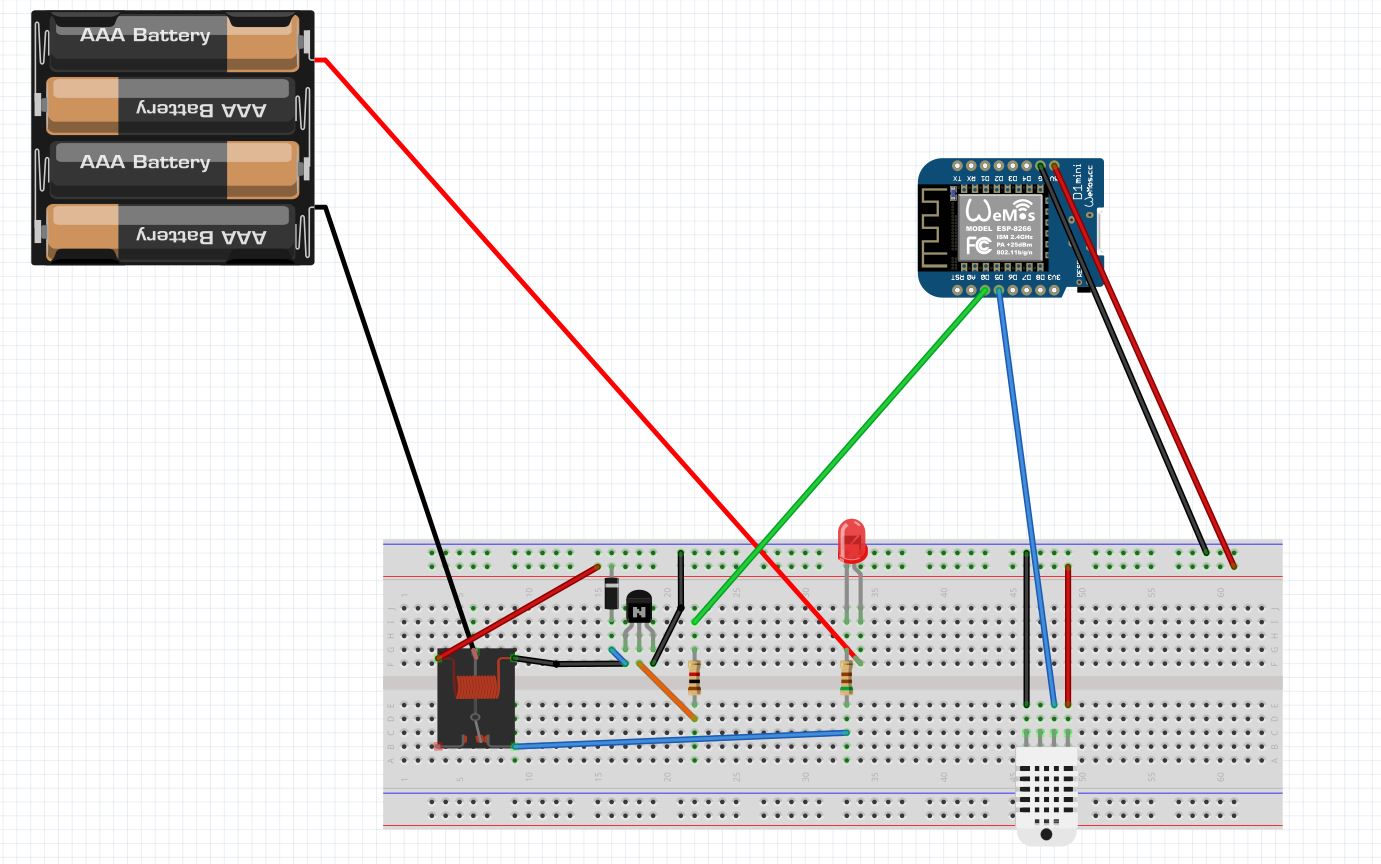 AAA Battery
AAA Battery
AAA Battery
AAA Battery
TX RX D1 D2 D3 D4 G 5V
D1mini
WeMos.cc
WeMos
MODEL ESP-8266
ISM 2.4GHz
PA +25dBm
802.11b/g/n
FC
RST A0 D0 D5 D6 D7 D8 3V3
RESET
1 15 20 25 35 40 45 50 55 60
J J
I I
H H
G G
F F
N
E E
D D
C C
B B
A A
1 5 10 15 20 25 30 35 40 45 50 55 60